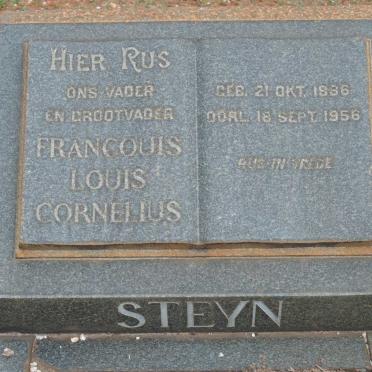 HIER RUS
ONS VADER
EN GROOTVADER
FRANCOUIS
LOUIS
CORNELIUS
GEB. 21 OKT. 1886
OORL. 18 SEPT. 1956
RUS IN VREDE
STEYN